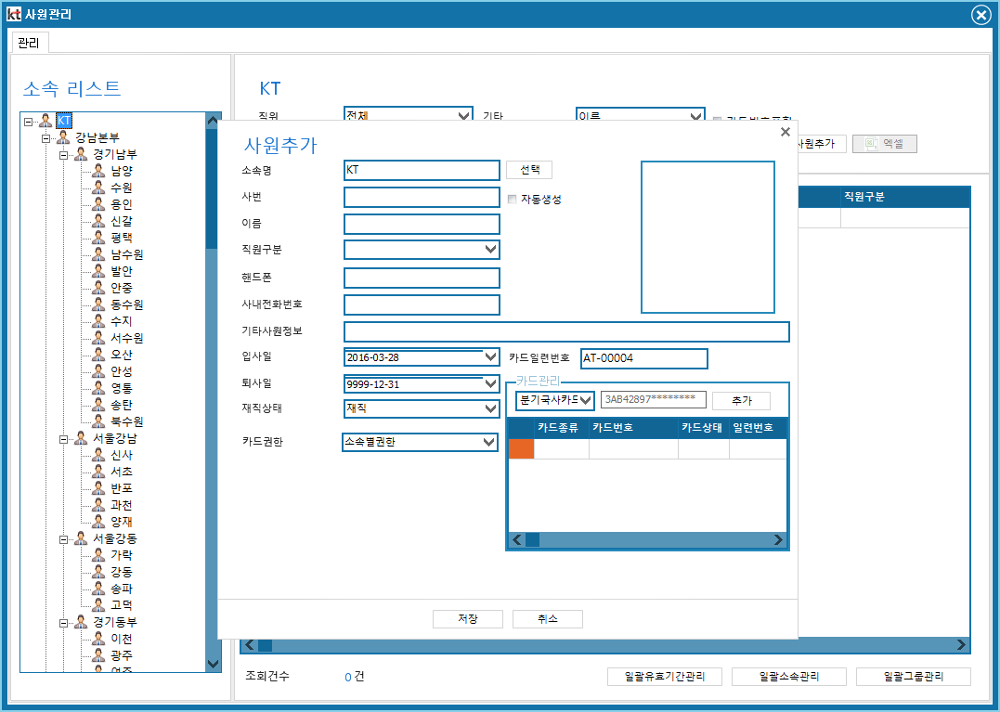 kt 사원관리
관리
소속 리스트
KT
강남본부
경기남부
남양
수원
용인
신갈
평택
남수원
발안
안중
동수원
수지
서수원
오산
안성
영통
송탄
북수원
서울강남
신사
서초
반포
과천
양재
서울강동
가락
강동
송파
고덕
경기동부
이천
광주
여주
KT
직위 전체 기타 이름
사원추가 엑셀
직원구분
사원추가
소속명 KT 선택
사번 자동생성
이름
직원구분
핸드폰
사내전화번호
기타사원정보
입사일 2016-03-28 카드일련번호 AT-00004
퇴사일 9999-12-31
재직상태 재직
카드권한 소속별권한
카드관리
분기국사카드 3AB42897******** 추가
카드종류 카드번호 카드상태 일련번호
저장 취소
조회건수 0 건 일괄유효기간관리 일괄소속관리 일괄그룹관리